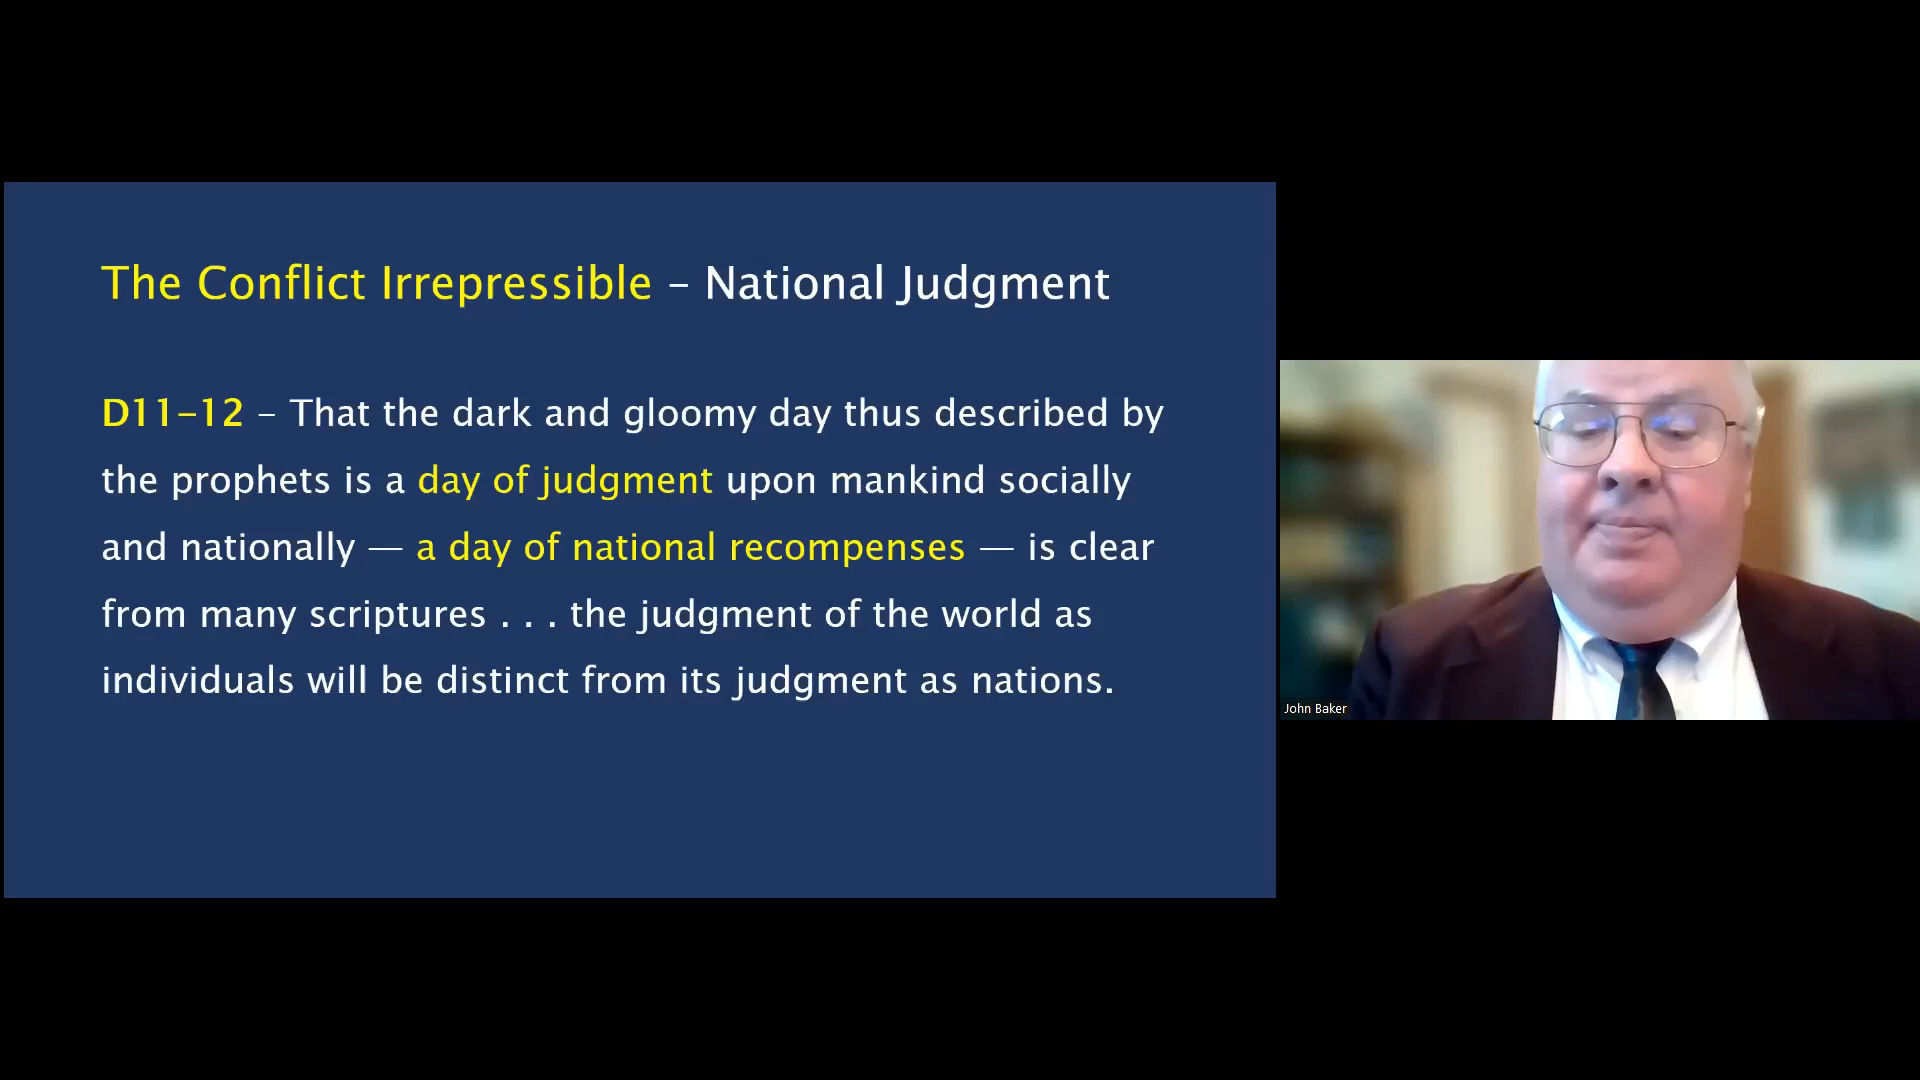 The Conflict Irrepressible – National Judgment
D11–12 – That the dark and gloomy day thus described by
the prophets is a day of judgment upon mankind socially
and nationally — a day of national recompenses — is clear
from many scriptures . . . the judgment of the world as
individuals will be distinct from its judgment as nations.
John Baker